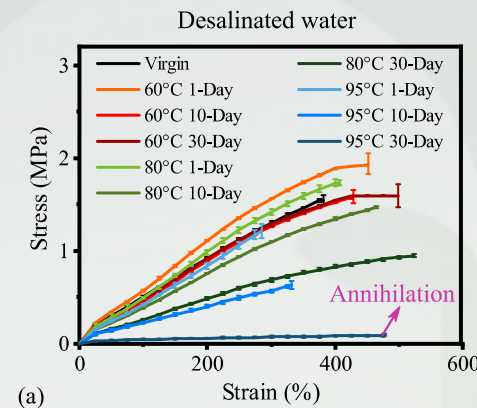 Desalinated water
Virgin
60°C 1-Day
60°C 10-Day
60°C 30-Day
80°C 1-Day
80°C 10-Day
80°C 30-Day
95°C 1-Day
95°C 10-Day
95°C 30-Day
Stress (MPa)
3
2
1
0
Annihilation
0
200
400
600
Strain (%)
(a)